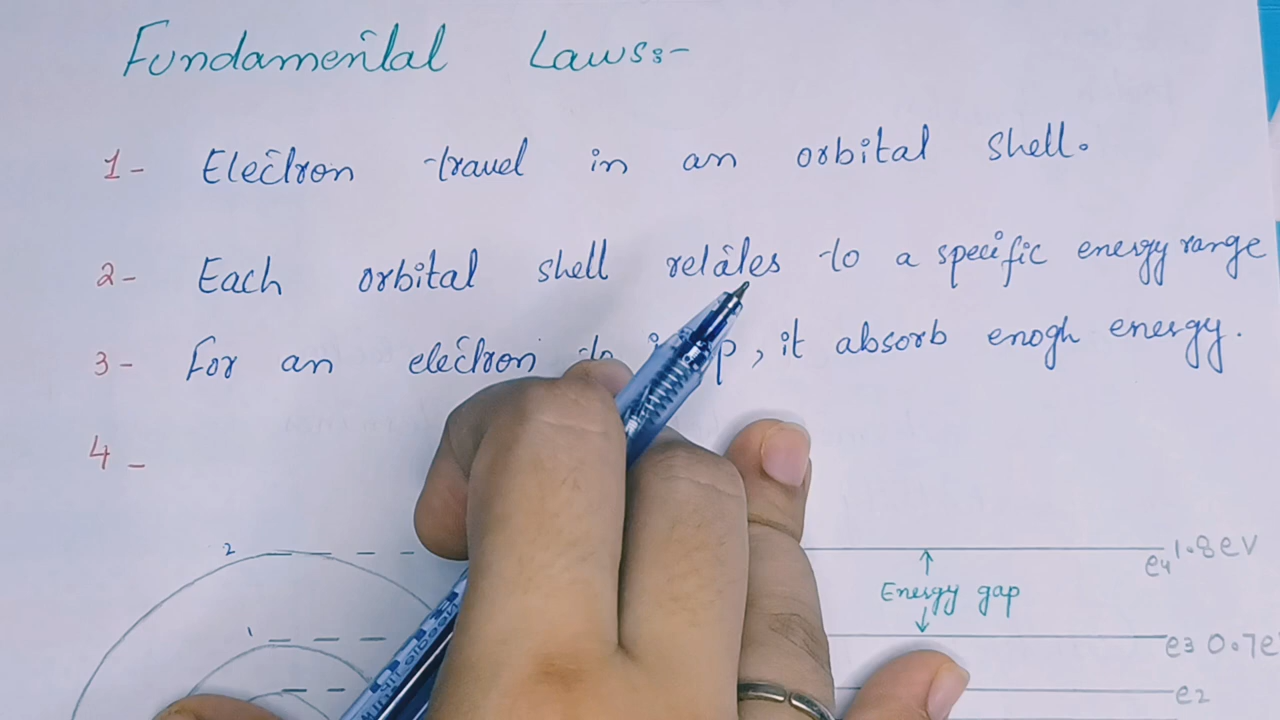 Fundamental Laws:-
1- Electron travel in an orbital shell.
2- Each orbital shell relates to a specific energy range
3- For an electron to , it absorb enogh energy.
4-
2
e4 1.8eV
Energy gap
1
e3 0.7e
e2